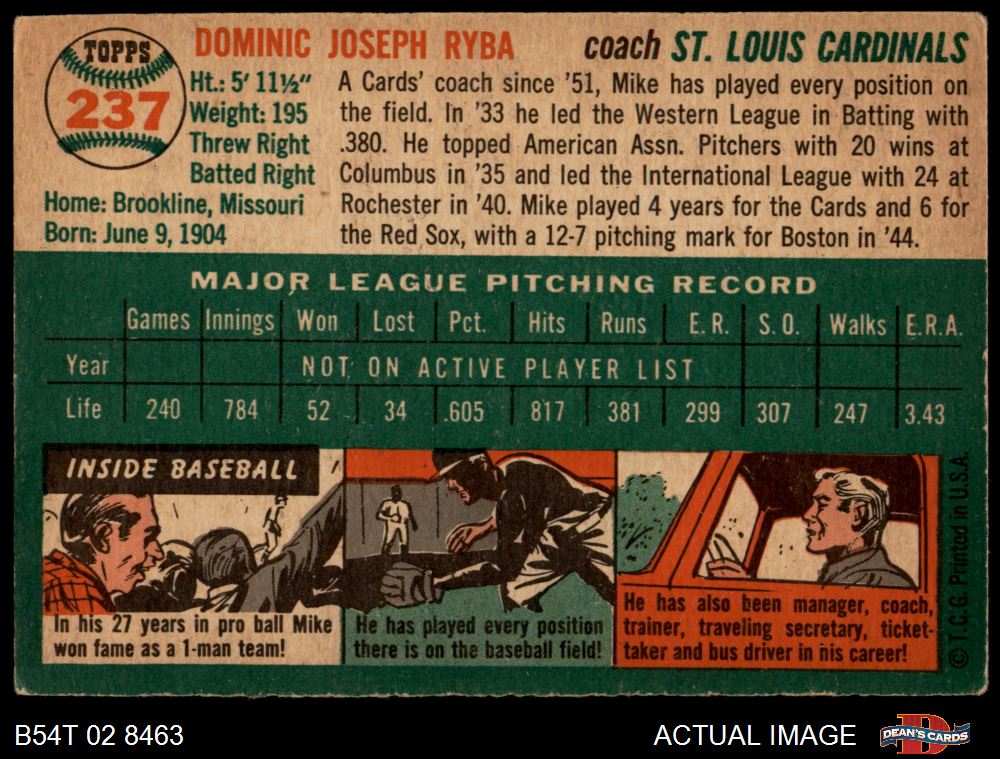 TOPPS
237
DOMINIC JOSEPH RYBA
coach ST. LOUIS CARDINALS
Ht.: 5' 11½"
Weight: 195
Threw Right
Batted Right
Home: Brookline, Missouri
Born: June 9, 1904
A Cards' coach since '51, Mike has played every position on
the field. In '33 he led the Western League in Batting with
.380. He topped American Assn. Pitchers with 20 wins at
Columbus in '35 and led the International League with 24 at
Rochester in '40. Mike played 4 years for the Cards and 6 for
the Red Sox, with a 12-7 pitching mark for Boston in '44.
MAJOR LEAGUE PITCHING RECORD
Games Innings Won Lost Pct. Hits Runs E. R. S. O. Walks E.R.A.
Year NOT ON ACTIVE PLAYER LIST
Life 240 784 52 34 .605 817 381 299 307 247 3.43
INSIDE BASEBALL
In his 27 years in pro ball Mike
won fame as a 1-man team!
He has played every position
there is on the baseball field!
He has also been manager, coach,
trainer, traveling secretary, ticket-
taker and bus driver in his career!
© T. C. G. Printed in U.S.A.
B54T 02 8463
ACTUAL IMAGE
D
DEAN'S CARDS